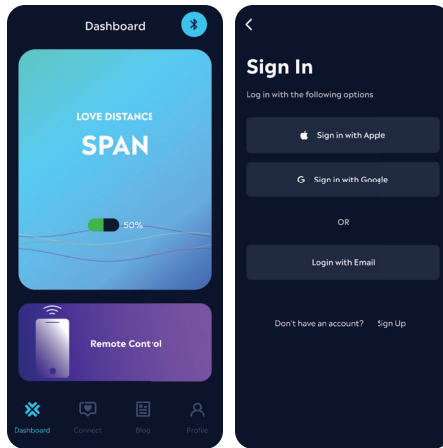 Dashboard
LOVE DISTANCE
SPAN
50%
Remote Control
Dashboard
Connect
Blog
Profile
Sign In
Log in with the following options
Sign in with Apple
G Sign in with Google
OR
Login with Email
Don't have an account? Sign Up